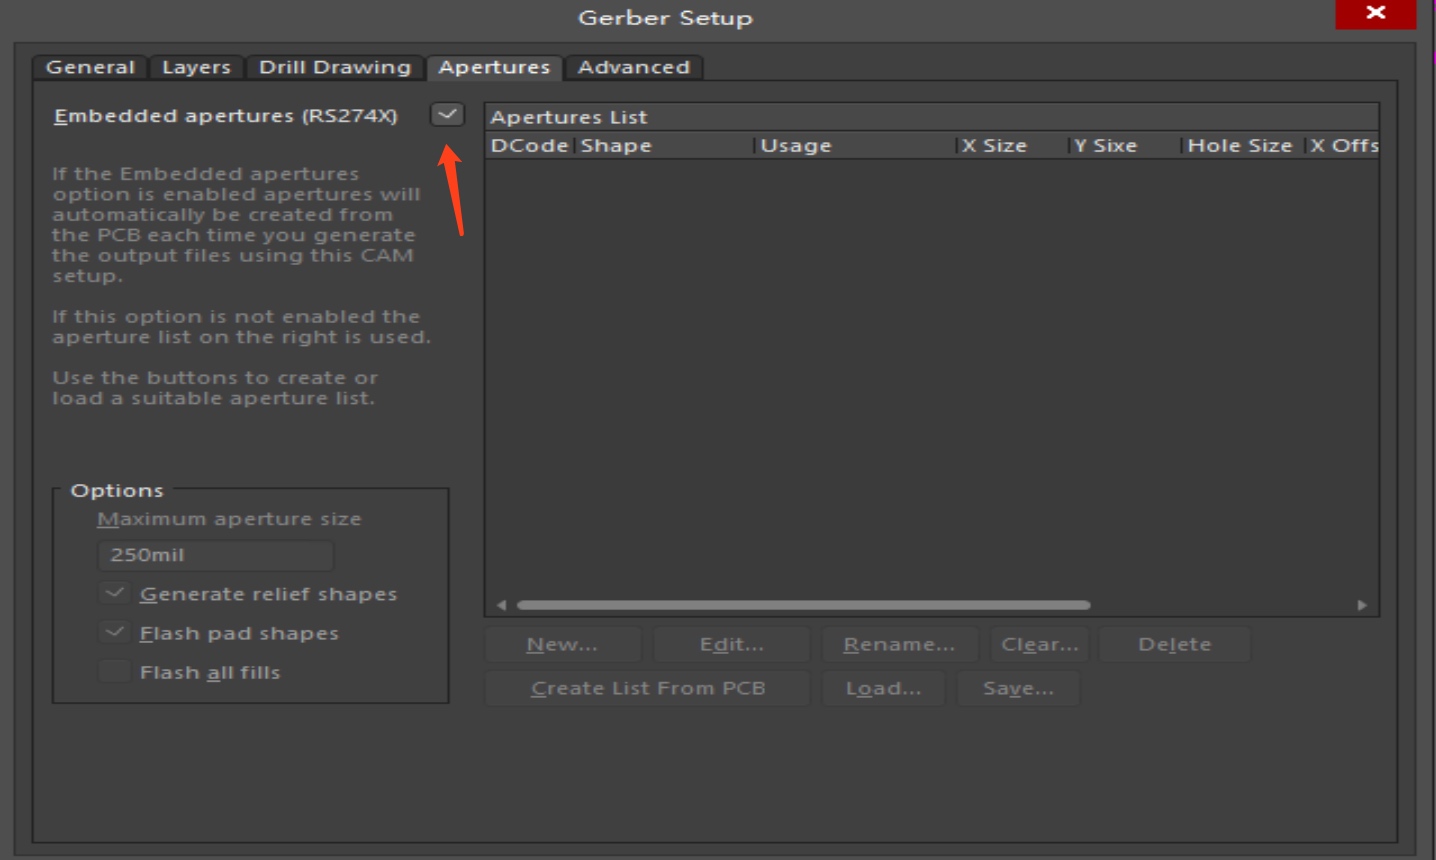 Gerber Setup
General Layers Drill Drawing Apertures Advanced
Embedded apertures (RS274X)
If the Embedded apertures
option is enabled apertures will
automatically be created from
the PCB each time you generate
the output files using this CAM
setup.
If this option is not enabled the
aperture list on the right is used.
Use the buttons to create or
load a suitable aperture list.
Options
Maximum aperture size
250mil
Generate relief shapes
Flash pad shapes
Flash all fills
Apertures List
DCode Shape Usage X Size Y Sixe Hole Size X Offs
New... Edit... Rename... Clear... Delete
Create List From PCB Load... Save...